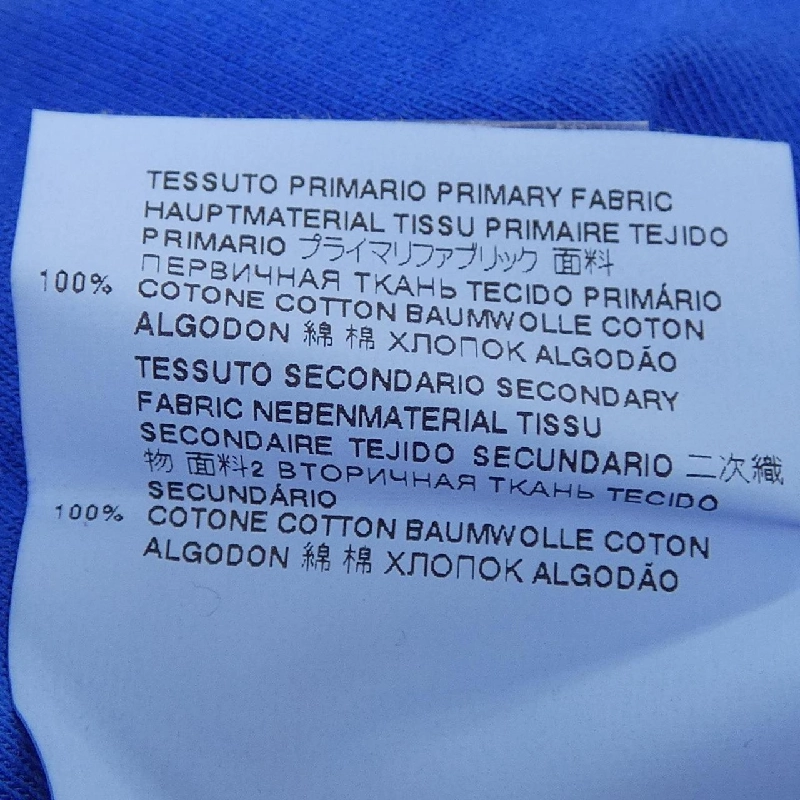 TESSUTO PRIMARIO PRIMARY FABRIC
HAUPTMATERIAL TISSU PRIMAIRE TEJIDO
PRIMARIO プライマリファブリック 面料
ПЕРВИЧНАЯ ТКАНЬ TECIDO PRIMÁRIO
100% COTONE COTTON BAUMWOLLE COTON
ALGODON 綿 棉 ХЛОПОК ALGODÃO
TESSUTO SECONDARIO SECONDARY
FABRIC NEBENMATERIAL TISSU
SECONDAIRE TEJIDO SECUNDARIO 二次織
物 面料2 ВТОРИЧНАЯ ТКАНЬ TECIDO
SECUNDÁRIO
100% COTONE COTTON BAUMWOLLE COTON
ALGODON 綿 棉 ХЛОПОК ALGODÃO